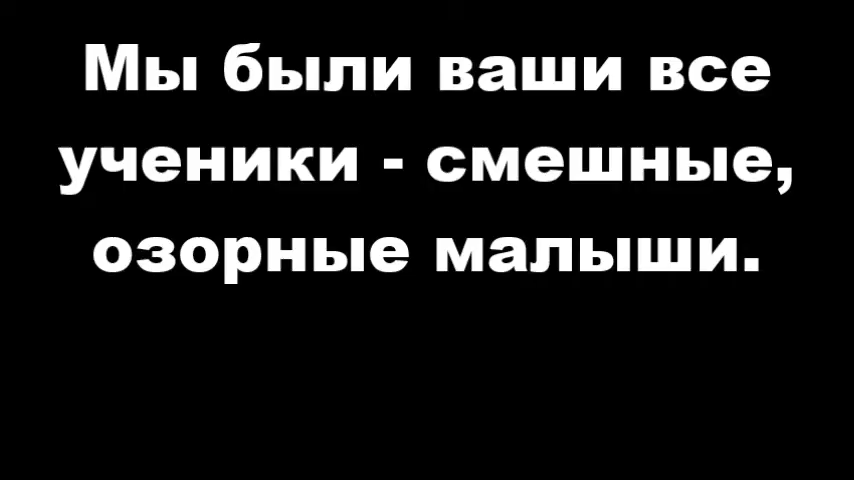 Мы были ваши все
ученики - смешные,
озорные малыши.